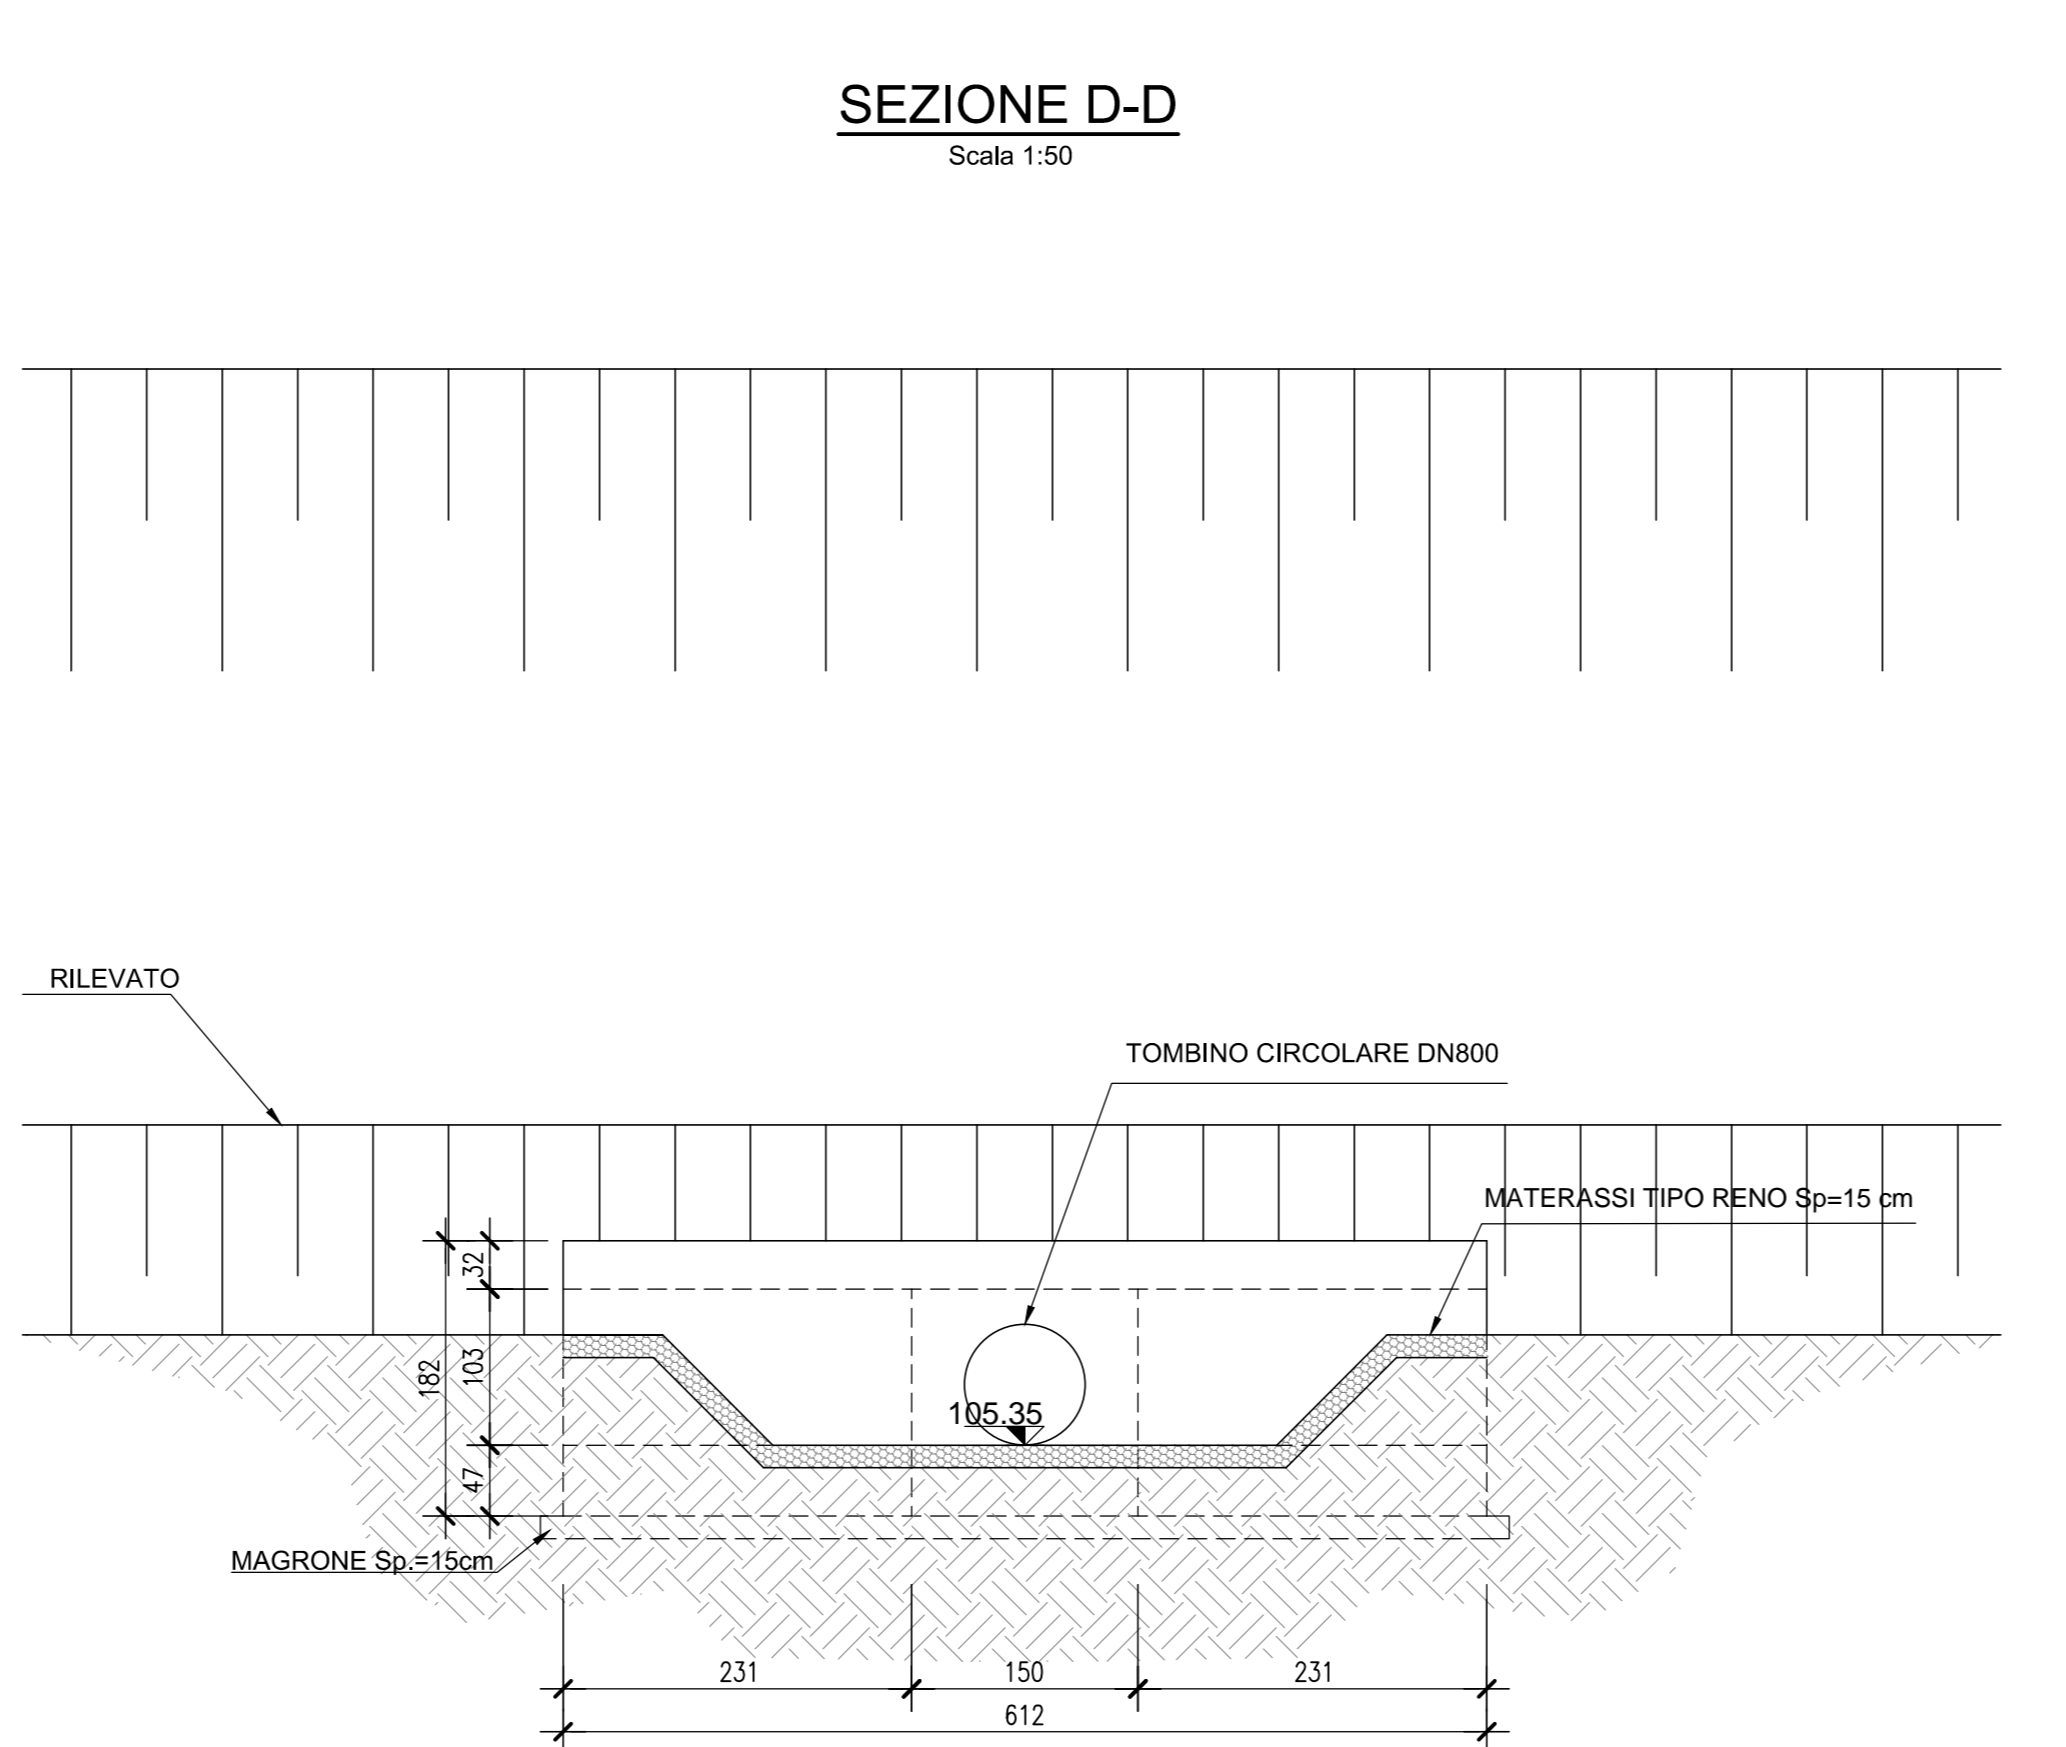 SEZIONE D-D
Scala 1:50
RILEVATO
TOMBINO CIRCOLARE DN800
MATERASSI TIPO RENO Sp=15 cm
32
103
182
105.35
47
MAGRONE Sp.=15cm
231
150
231
612